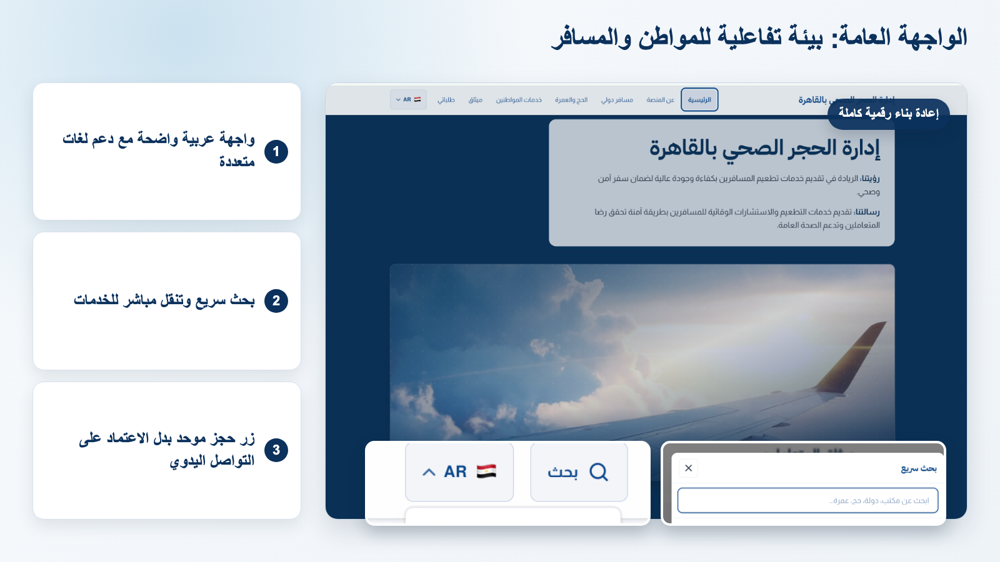 الواجهة العامة: بيئة تفاعلية للمواطن والمسافر
إعادة بناء رقمية كاملة
إدارة الحجر الصحي بالقاهرة
الرئيسية
عن المنصة
مسافر دولي
الحج والعمرة
خدمات المواطنين
ميثاق
طلباتي
AR
إدارة الحجر الصحي بالقاهرة
رؤيتنا: الريادة في تقديم خدمات تطعيم المسافرين بكفاءة وجودة عالية لضمان سفر آمن
وصحي.
رسالتنا: تقديم خدمات التطعيم والاستشارات الوقائية للمسافرين بطريقة آمنة تحقق رضا
المتعاملين وتدعم الصحة العامة.
بحث سريع
ابحث عن مكتب، دولة، حج، عمرة...
بحث
AR
1
واجهة عربية واضحة مع دعم لغات
متعددة
2
بحث سريع وتنقل مباشر للخدمات
3
زر حجز موحد بدل الاعتماد على
التواصل اليدوي